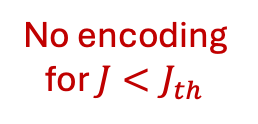 No encoding
for J < J_th